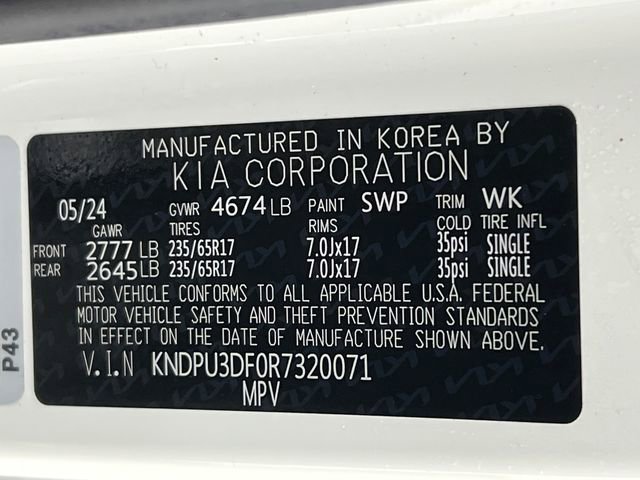 MANUFACTURED IN KOREA BY
KIA CORPORATION
05/24 GVWR 4674 LB PAINT SWP TRIM WK
GAWR TIRES RIMS COLD TIRE INFL
FRONT 2777 LB 235/65R17 7.0Jx17 35psi SINGLE
REAR 2645 LB 235/65R17 7.0Jx17 35psi SINGLE
THIS VEHICLE CONFORMS TO ALL APPLICABLE U.S.A. FEDERAL
MOTOR VEHICLE SAFETY AND THEFT PREVENTION STANDARDS
IN EFFECT ON THE DATE OF MANUFACTURE SHOWN ABOVE.
V.I.N KNDPU3DF0R7320071
MPV
P43